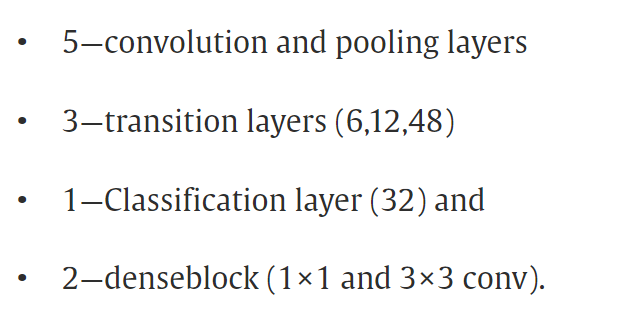 • 5—convolution and pooling layers
• 3—transition layers (6,12,48)
• 1—Classification layer (32) and
• 2—denseblock (1×1 and 3×3 conv).